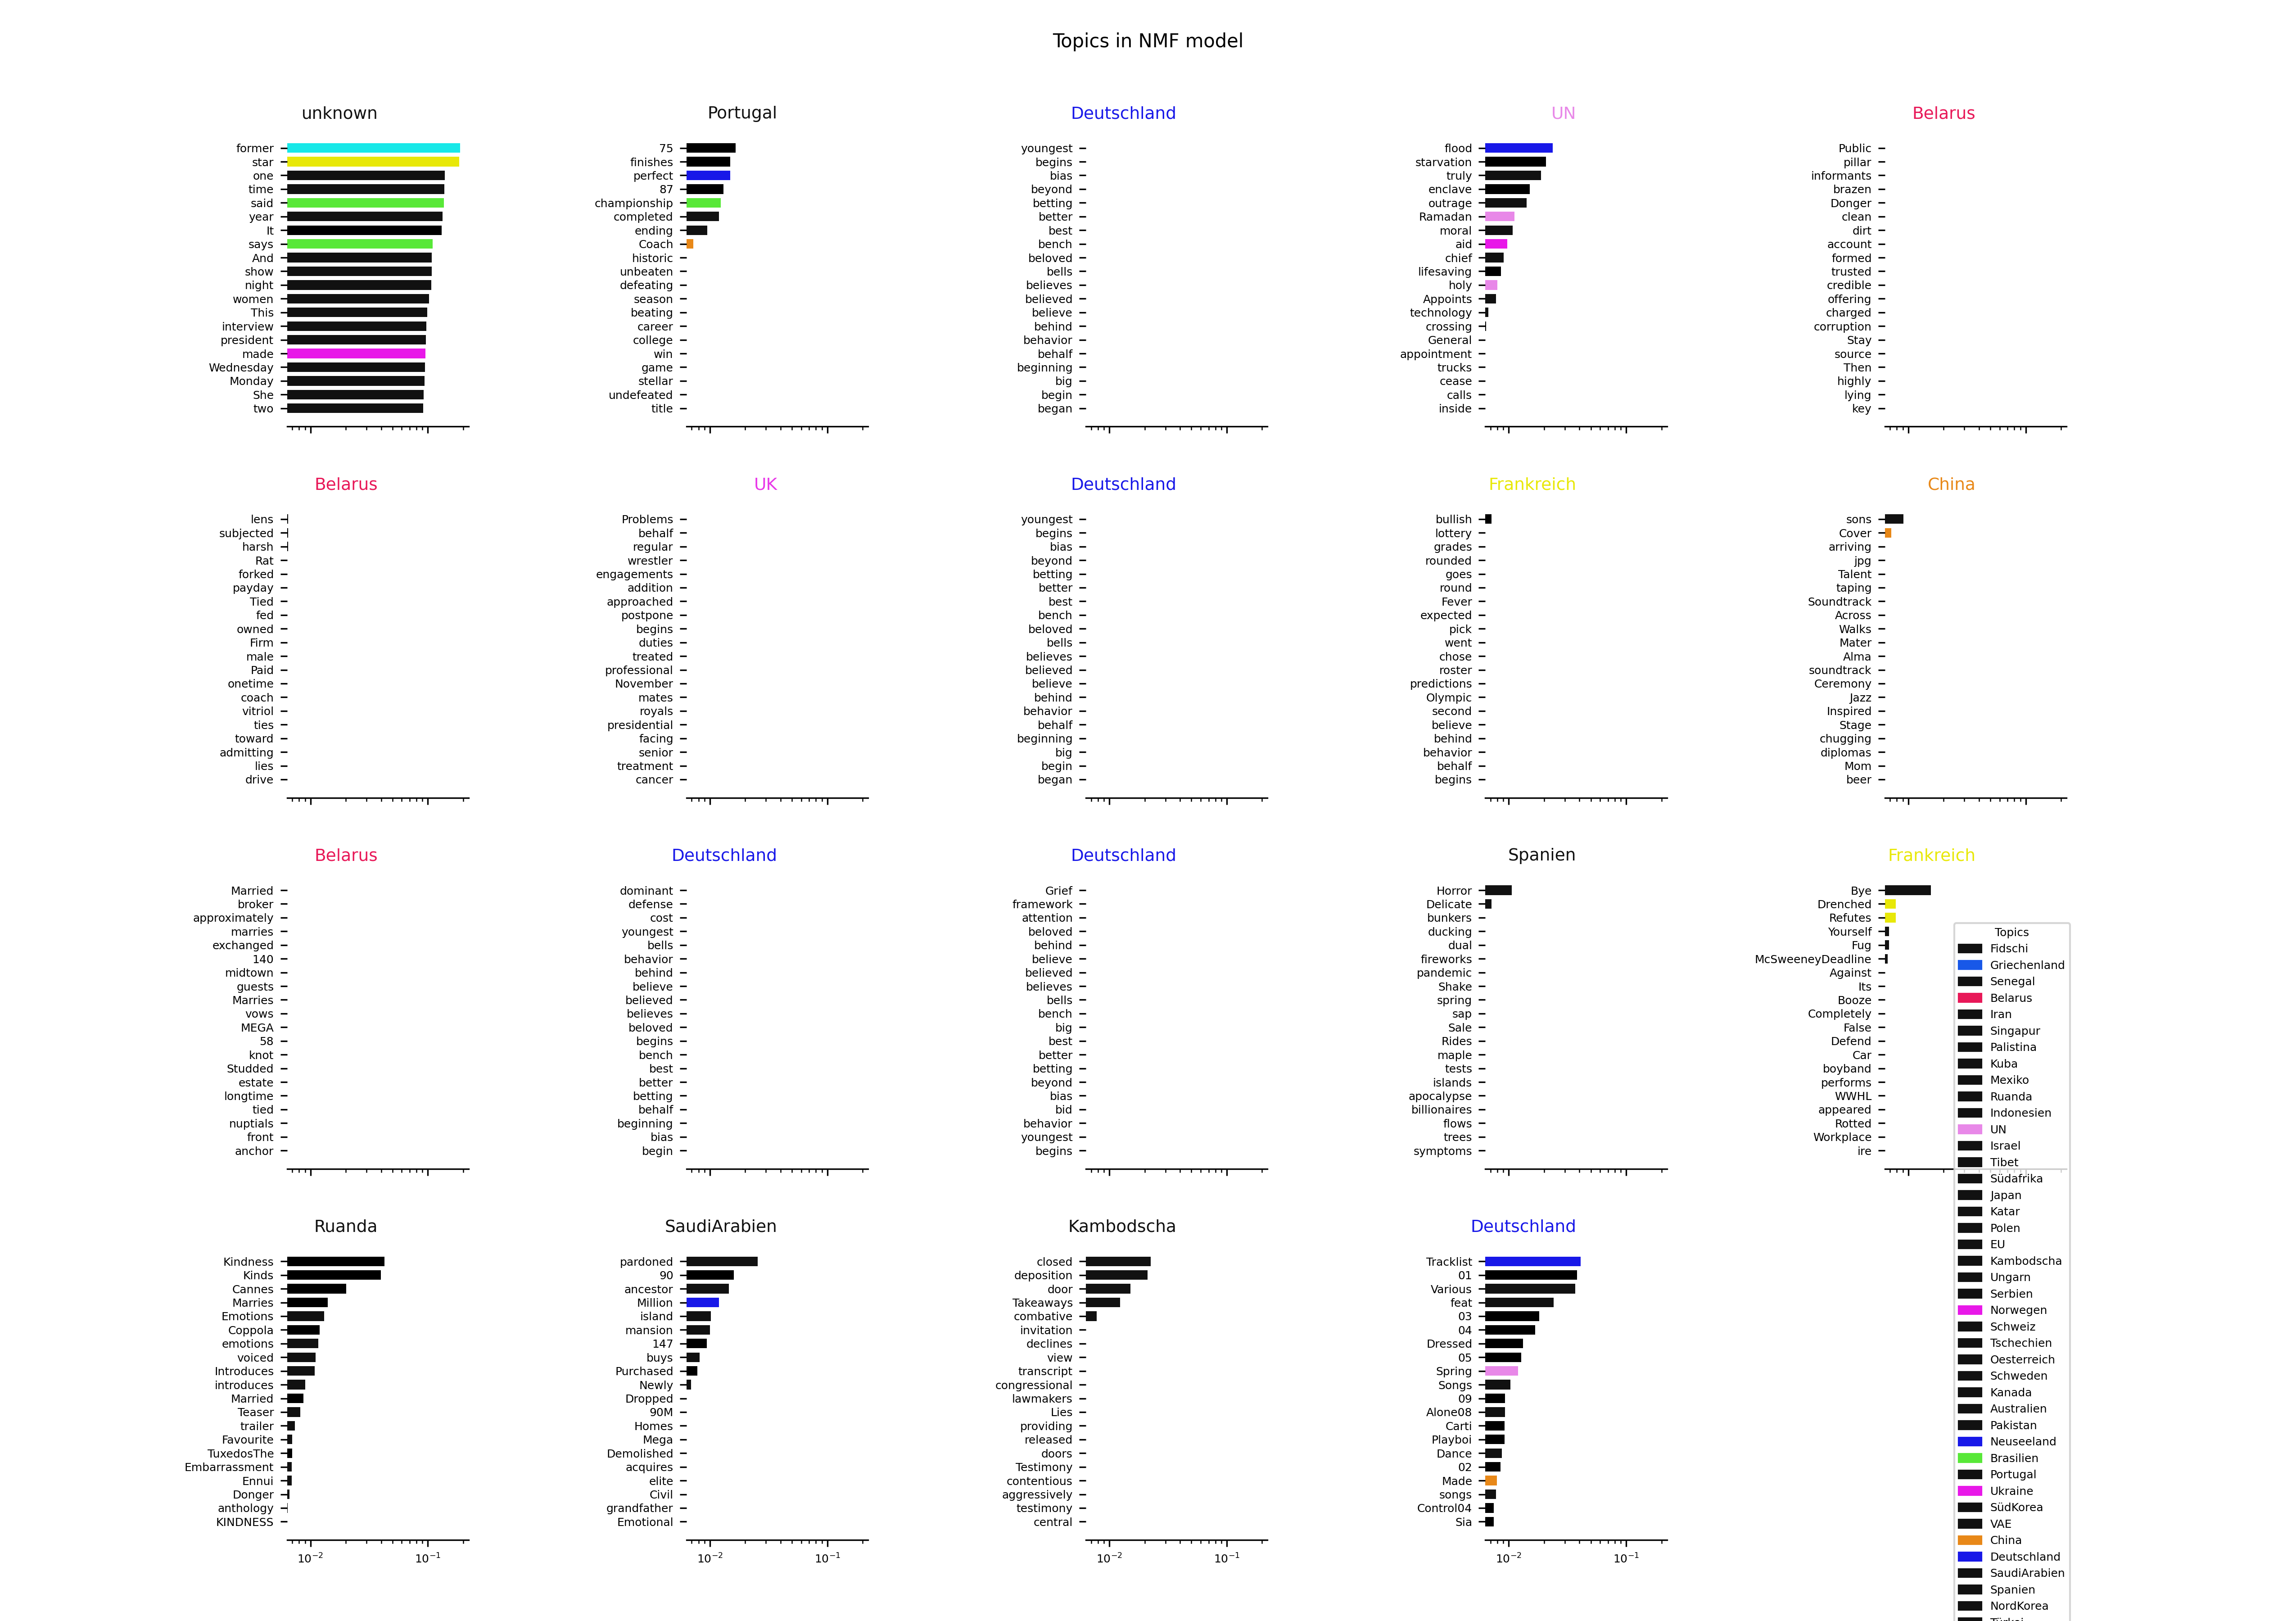 Topics in NMF model
unknown
former
star
one
time
said
year
It
says
And
show
night
women
This
interview
president
made
Wednesday
Monday
She
two
Portugal
75
finishes
perfect
87
championship
completed
ending
Coach
historic
unbeaten
defeating
season
beating
career
college
win
game
stellar
undefeated
title
Deutschland
youngest
begins
bias
beyond
betting
better
best
bench
beloved
bells
believes
believed
believe
behind
behavior
behalf
beginning
big
begin
began
UN
flood
starvation
truly
enclave
outrage
Ramadan
moral
aid
chief
lifesaving
holy
Appoints
technology
crossing
General
appointment
trucks
cease
calls
inside
Belarus
Public
pillar
informants
brazen
Donger
clean
dirt
account
formed
trusted
credible
offering
charged
corruption
Stay
source
Then
highly
lying
key
Belarus
lens
subjected
harsh
Rat
forked
payday
Tied
fed
owned
Firm
male
Paid
onetime
coach
vitriol
ties
toward
admitting
lies
drive
UK
Problems
behalf
regular
wrestler
engagements
addition
approached
postpone
begins
duties
treated
professional
November
mates
royals
presidential
facing
senior
treatment
cancer
Deutschland
youngest
begins
bias
beyond
betting
better
best
bench
beloved
bells
believes
believed
believe
behind
behavior
behalf
beginning
big
begin
began
Frankreich
bullish
lottery
grades
rounded
goes
round
Fever
expected
pick
went
chose
roster
predictions
Olympic
second
believe
behind
behavior
behalf
begins
China
sons
Cover
arriving
jpg
Talent
taping
Soundtrack
Across
Walks
Mater
Alma
soundtrack
Ceremony
Jazz
Inspired
Stage
chugging
diplomas
Mom
beer
Belarus
Married
broker
approximately
marries
exchanged
140
midtown
guests
Marries
vows
MEGA
58
knot
Studded
estate
longtime
tied
nuptials
front
anchor
Deutschland
dominant
defense
cost
youngest
bells
behavior
behind
believe
believed
believes
beloved
begins
bench
best
better
betting
behalf
beginning
bias
begin
Deutschland
Grief
framework
attention
beloved
behind
believe
believed
believes
bells
bench
big
best
better
betting
beyond
bias
bid
behavior
youngest
begins
Spanien
Horror
Delicate
bunkers
ducking
dual
fireworks
pandemic
Shake
spring
sap
Sale
Rides
maple
tests
islands
apocalypse
billionaires
flows
trees
symptoms
Frankreich
Bye
Drenched
Refutes
Yourself
Fug
McSweeneyDeadline
Against
Its
Booze
Completely
False
Defend
Car
boyband
performs
WWHL
appeared
Rotted
Workplace
ire
Ruanda
Kindness
Kinds
Cannes
Marries
Emotions
Coppola
emotions
voiced
Introduces
introduces
Married
Teaser
trailer
Favourite
TuxedosThe
Embarrassment
Ennui
Donger
anthology
KINDNESS
10⁻² 10⁻¹
SaudiArabien
pardoned
90
ancestor
Million
island
mansion
147
buys
Purchased
Newly
Dropped
90M
Homes
Mega
Demolished
acquires
elite
Civil
grandfather
Emotional
10⁻² 10⁻¹
Kambodscha
closed
deposition
door
Takeaways
combative
invitation
declines
view
transcript
congressional
lawmakers
Lies
providing
released
doors
Testimony
contentious
aggressively
testimony
central
10⁻² 10⁻¹
Deutschland
Tracklist
01
Various
feat
03
04
Dressed
05
Spring
Songs
09
Alone08
Carti
Playboi
Dance
02
Made
songs
Control04
Sia
10⁻² 10⁻¹
Topics
Fidschi
Griechenland
Senegal
Belarus
Iran
Singapur
Palistina
Kuba
Mexiko
Ruanda
Indonesien
UN
Israel
Tibet
Südafrika
Japan
Katar
Polen
EU
Kambodscha
Ungarn
Serbien
Norwegen
Schweiz
Tschechien
Oesterreich
Schweden
Kanada
Australien
Pakistan
Neuseeland
Brasilien
Portugal
Ukraine
SüdKorea
VAE
China
Deutschland
SaudiArabien
Spanien
NordKorea